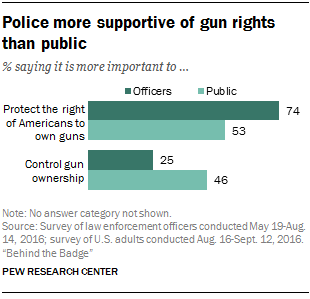 Police more supportive of gun rights
than public
% saying it is more important to ...
Officers Public
Protect the right
of Americans to
own guns
74
53
Control gun
ownership
25
46
Note: No answer category not shown.
Source: Survey of law enforcement officers conducted May 19-Aug.
14, 2016; survey of U.S. adults conducted Aug. 16-Sept. 12, 2016.
“Behind the Badge”
PEW RESEARCH CENTER